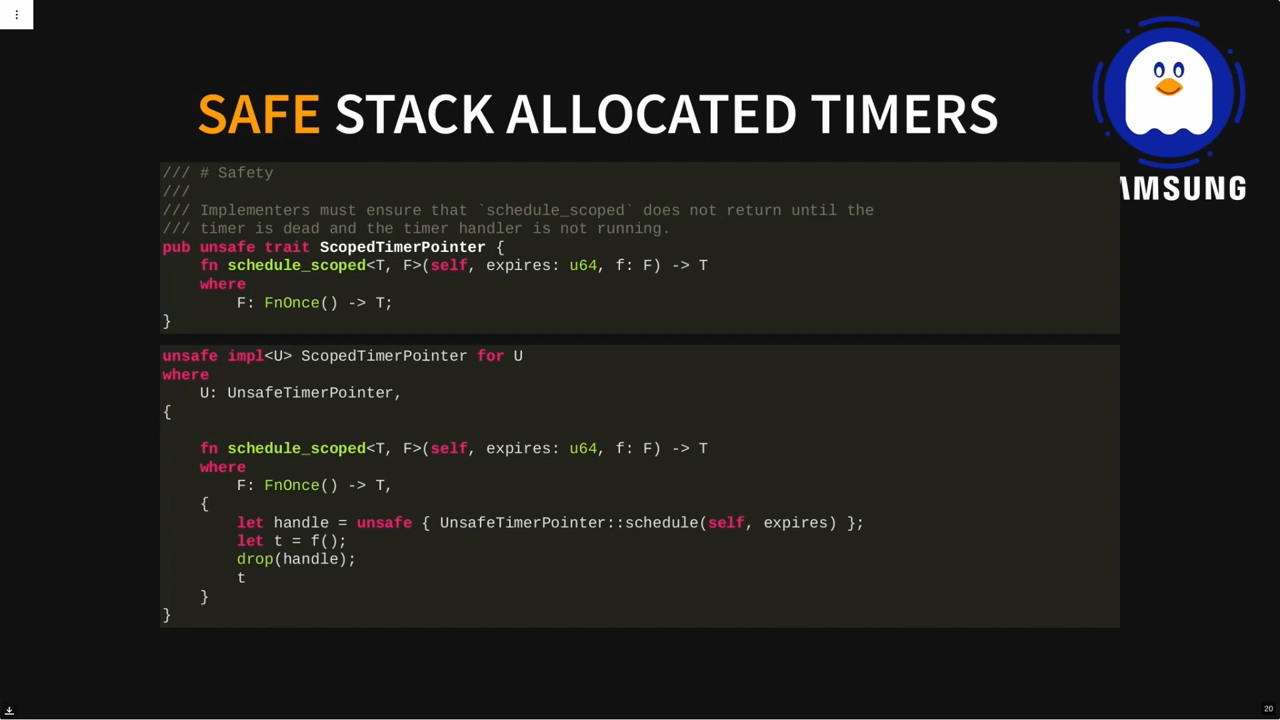 SAFE STACK ALLOCATED TIMERS
AMSUNG
/// # Safety
///
/// Implementers must ensure that `schedule_scoped` does not return until the
/// timer is dead and the timer handler is not running.
pub unsafe trait ScopedTimerPointer {
    fn schedule_scoped<T, F>(self, expires: u64, f: F) -> T
    where
        F: FnOnce() -> T;
}
unsafe impl<U> ScopedTimerPointer for U
where
    U: UnsafeTimerPointer,
{
    fn schedule_scoped<T, F>(self, expires: u64, f: F) -> T
    where
        F: FnOnce() -> T,
    {
        let handle = unsafe { UnsafeTimerPointer::schedule(self, expires) };
        let t = f();
        drop(handle);
        t
    }
}
20